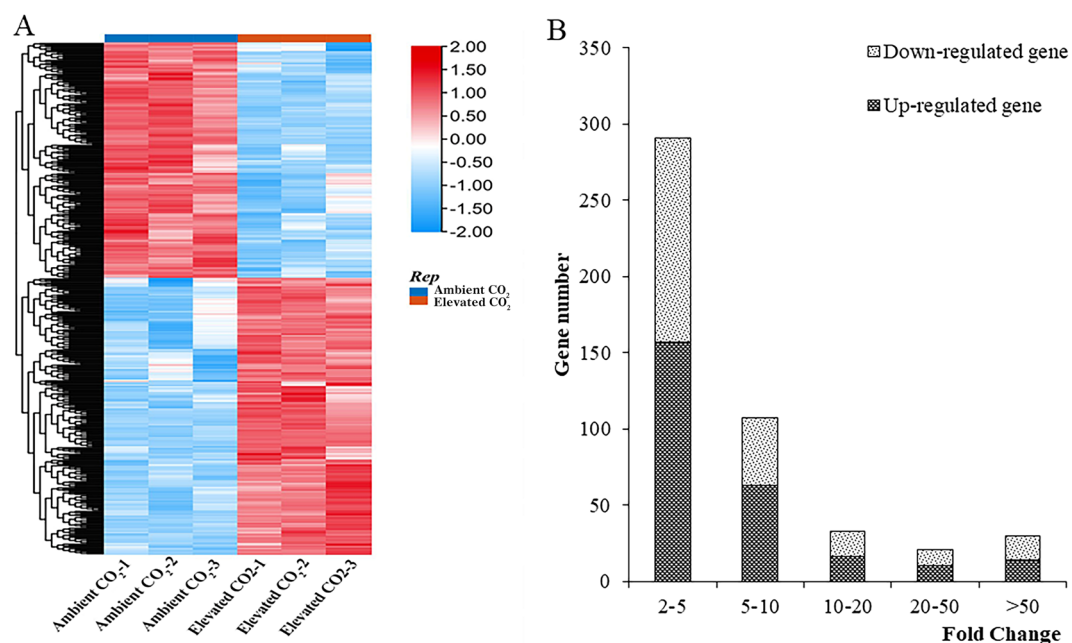 A
2.00
1.50
1.00
0.50
0.00
-0.50
-1.00
-1.50
-2.00
Rep
Ambient CO₂
Elevated CO₂
Ambient CO₂-1
Ambient CO₂-2
Ambient CO₂-3
Elevated CO2-1
Elevated CO₂-2
Elevated CO2-3
B
Down-regulated gene
Up-regulated gene
Gene number
350
300
250
200
150
100
50
0
2-5
5-10
10-20
20-50
>50
Fold Change